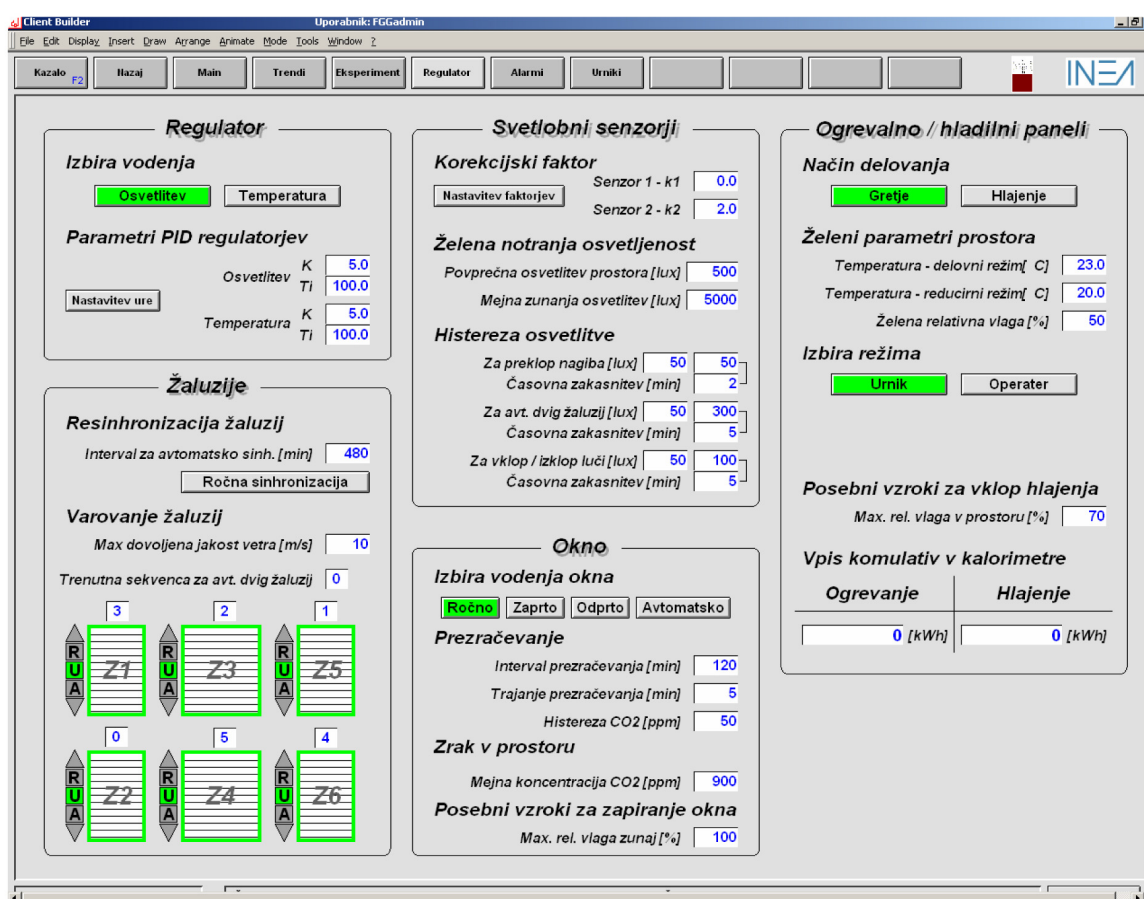 Client Builder Uporabnik: FGGadmin
File Edit Display Insert Draw Arrange Animate Mode Tools Window ?
Kazalo F2 Nazaj Main Trendi Eksperiment Regulator Alarmi Urniki INEA
Regulator
Izbira vodenja
Osvetlitev Temperatura
Parametri PID regulatorjev
Osvetlitev K 5.0
Ti 100.0
Nastavitev ure
Temperatura K 5.0
Ti 100.0
Žaluzije
Resinhronizacija žaluzij
Interval za avtomatsko sinh. [min] 480
Ročna sinhronizacija
Varovanje žaluzij
Max dovoljena jakost vetra [m/s] 10
Trenutna sekvenca za avt. dvig žaluzij 0
3 2 1
R U A Z1 R U A Z3 R U A Z5
0 5 4
R U A Z2 R U A Z4 R U A Z6
Svetlobni senzorji
Korekcijski faktor
Nastavitev faktorjev
Senzor 1 - k1 0.0
Senzor 2 - k2 2.0
Želena notranja osvetljenost
Povprečna osvetlitev prostora [lux] 500
Mejna zunanja osvetlitev [lux] 5000
Histereza osvetlitve
Za preklop nagiba [lux] 50 50
Časovna zakasnitev [min] 2
Za avt. dvig žaluzij [lux] 50 300
Časovna zakasnitev [min] 5
Za vklop / izklop luči [lux] 50 100
Časovna zakasnitev [min] 5
Okno
Izbira vodenja okna
Ročno Zaprto Odprto Avtomatsko
Prezračevanje
Interval prezračevanja [min] 120
Trajanje prezračevanja [min] 5
Histereza CO2 [ppm] 50
Zrak v prostoru
Mejna koncentracija CO2 [ppm] 900
Posebni vzroki za zapiranje okna
Max. rel. vlaga zunaj [%] 100
Ogrevalno / hladilni paneli
Način delovanja
Gretje Hlajenje
Želeni parametri prostora
Temperatura - delovni režim[ C] 23.0
Temperatura - reducirni režim[ C] 20.0
Želena relativna vlaga [%] 50
Izbira režima
Urnik Operater
Posebni vzroki za vklop hlajenja
Max. rel. vlaga v prostoru [%] 70
Vpis komulativ v kalorimetre
Ogrevanje Hlajenje
0 [kWh] 0 [kWh]